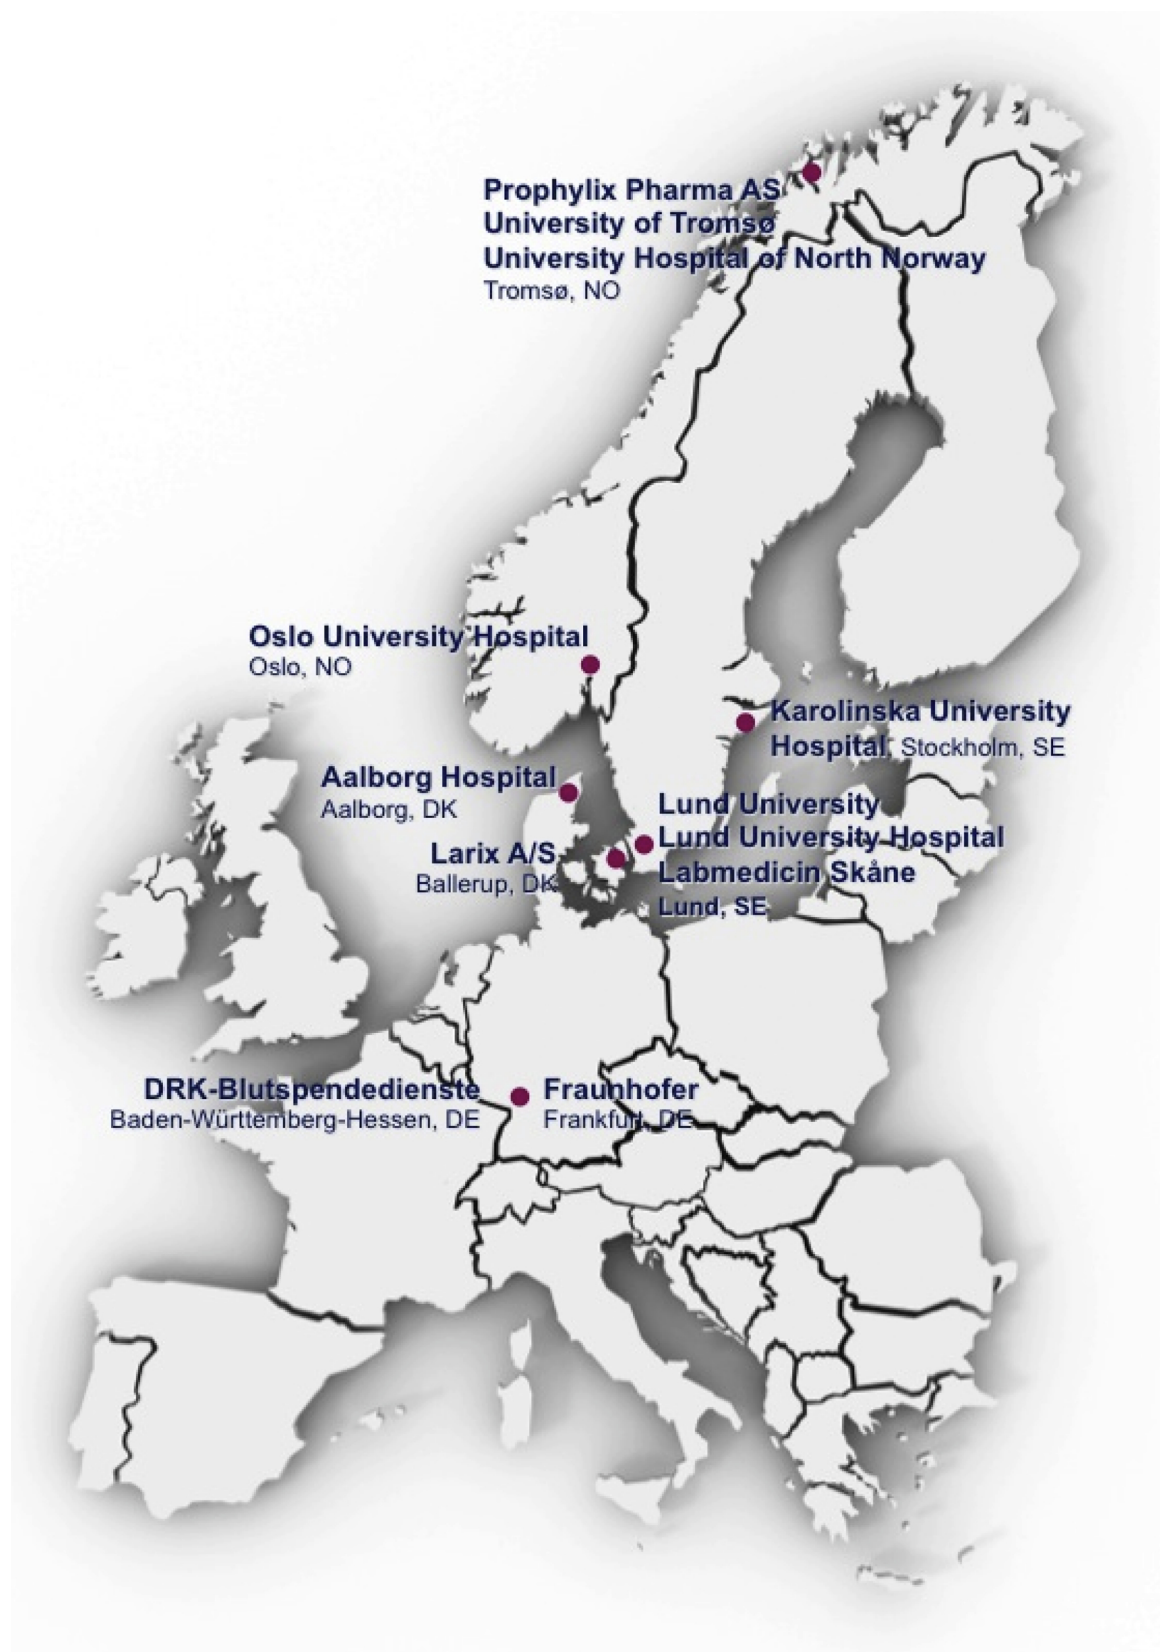 Prophylix Pharma AS
University of Tromsø
University Hospital of North Norway
Tromsø, NO
Oslo University Hospital
Oslo, NO
Karolinska University
Hospital, Stockholm, SE
Aalborg Hospital
Aalborg, DK
Larix A/S
Ballerup, DK
Lund University
Lund University Hospital
Labmedicin Skåne
Lund, SE
DRK-Blutspendedienste
Baden-Württemberg-Hessen, DE
Fraunhofer
Frankfurt, DE